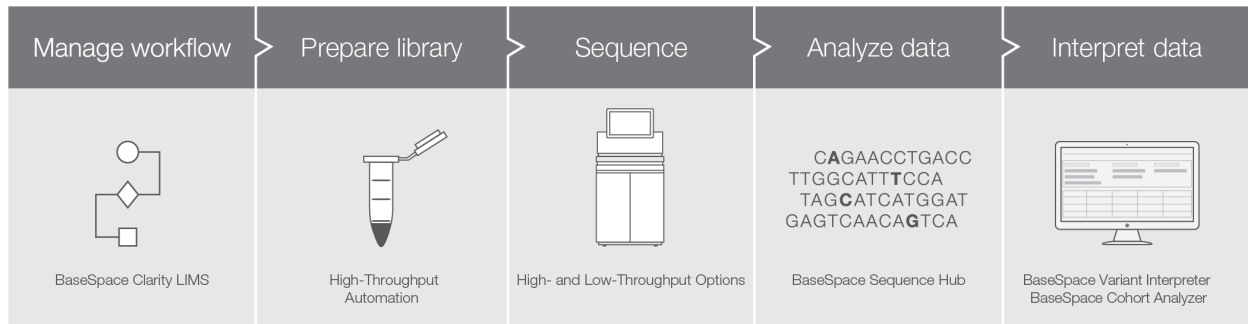 Manage workflow
Prepare library
Sequence
Analyze data
Interpret data
BaseSpace Clarity LIMS
High-Throughput
Automation
High- and Low-Throughput Options
CAGAACCTGACC
TTGGCATTTCCA
TAGCATCATGGAT
GAGTCAACAGTCA
BaseSpace Sequence Hub
BaseSpace Variant Interpreter
BaseSpace Cohort Analyzer